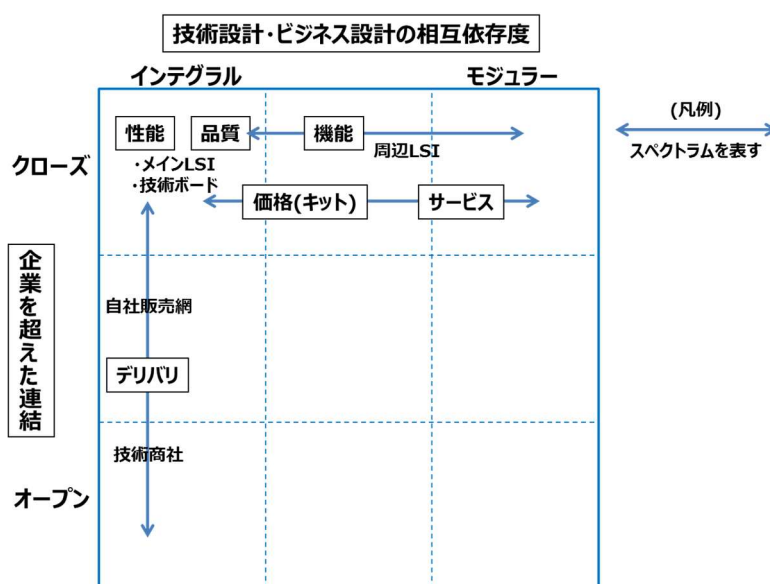 技術設計・ビジネス設計の相互依存度
インテグラル
モジュラー
(凡例)
スペクトラムを表す
クローズ
性能
品質
機能
周辺LSI
・メインLSI
・技術ボード
価格(キット)
サービス
企業を超えた連結
自社販売網
デリバリ
技術商社
オープン